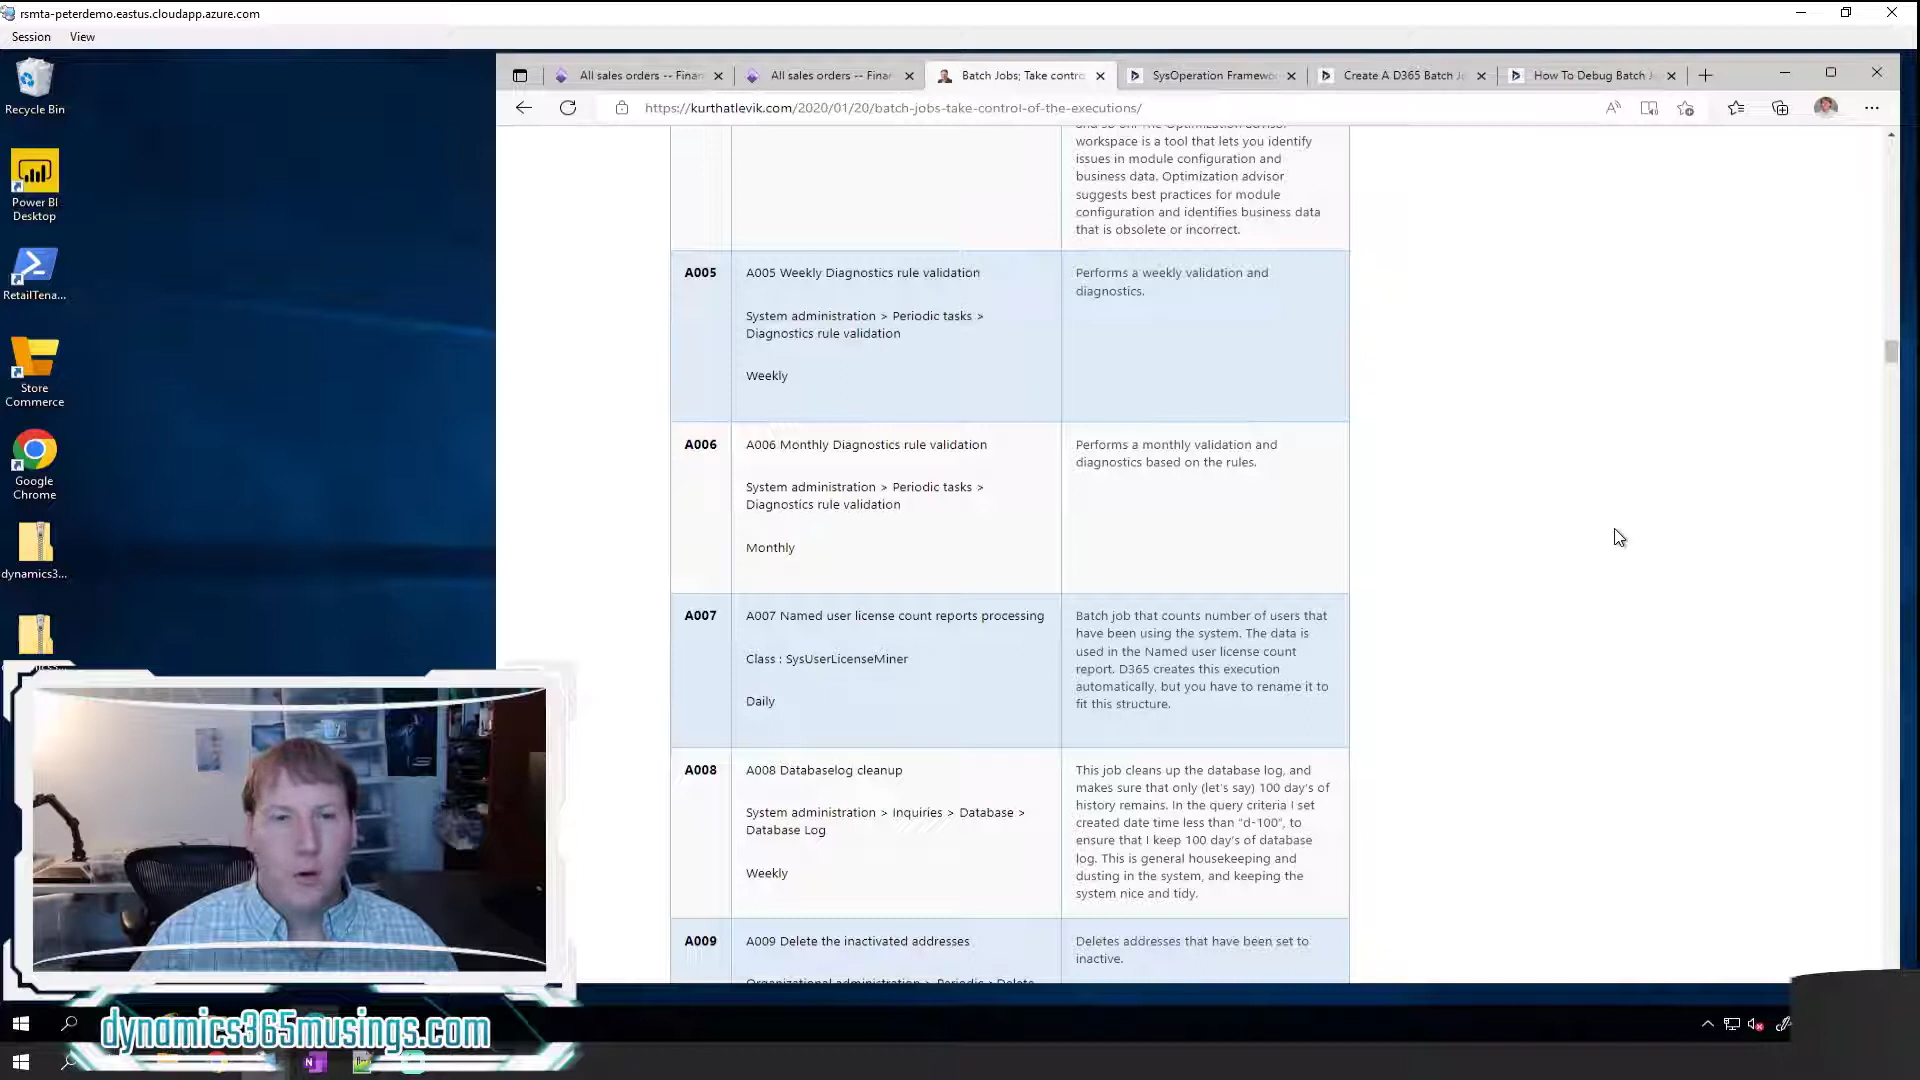 rsmta-peterdemo.eastus.cloudapp.azure.com
Session View
Recycle Bin
Power BI
Desktop
RetailTena...
Store
Commerce
Google
Chrome
dynamics3...
All sales orders -- Finan
All sales orders -- Finan
Batch Jobs; Take contro
SysOperation Framewo
Create A D365 Batch Jo
How To Debug Batch J
https://kurthatlevik.com/2020/01/20/batch-jobs-take-control-of-the-executions/
workspace is a tool that lets you identify
issues in module configuration and
business data. Optimization advisor
suggests best practices for module
configuration and identifies business data
that is obsolete or incorrect.
A005
A005 Weekly Diagnostics rule validation
System administration > Periodic tasks >
Diagnostics rule validation
Weekly
Performs a weekly validation and
diagnostics.
A006
A006 Monthly Diagnostics rule validation
System administration > Periodic tasks >
Diagnostics rule validation
Monthly
Performs a monthly validation and
diagnostics based on the rules.
A007
A007 Named user license count reports processing
Class : SysUserLicenseMiner
Daily
Batch job that counts number of users that
have been using the system. The data is
used in the Named user license count
report. D365 creates this execution
automatically, but you have to rename it to
fit this structure.
A008
A008 Databaselog cleanup
System administration > Inquiries > Database >
Database Log
Weekly
This job cleans up the database log, and
makes sure that only (let's say) 100 day's of
history remains. In the query criteria I set
created date time less than "d-100", to
ensure that I keep 100 day's of database
log. This is general housekeeping and
dusting in the system, and keeping the
system nice and tidy.
A009
A009 Delete the inactivated addresses
Organizational administration > Periodic > Delete
Deletes addresses that have been set to
inactive.
dynamics365musings.com